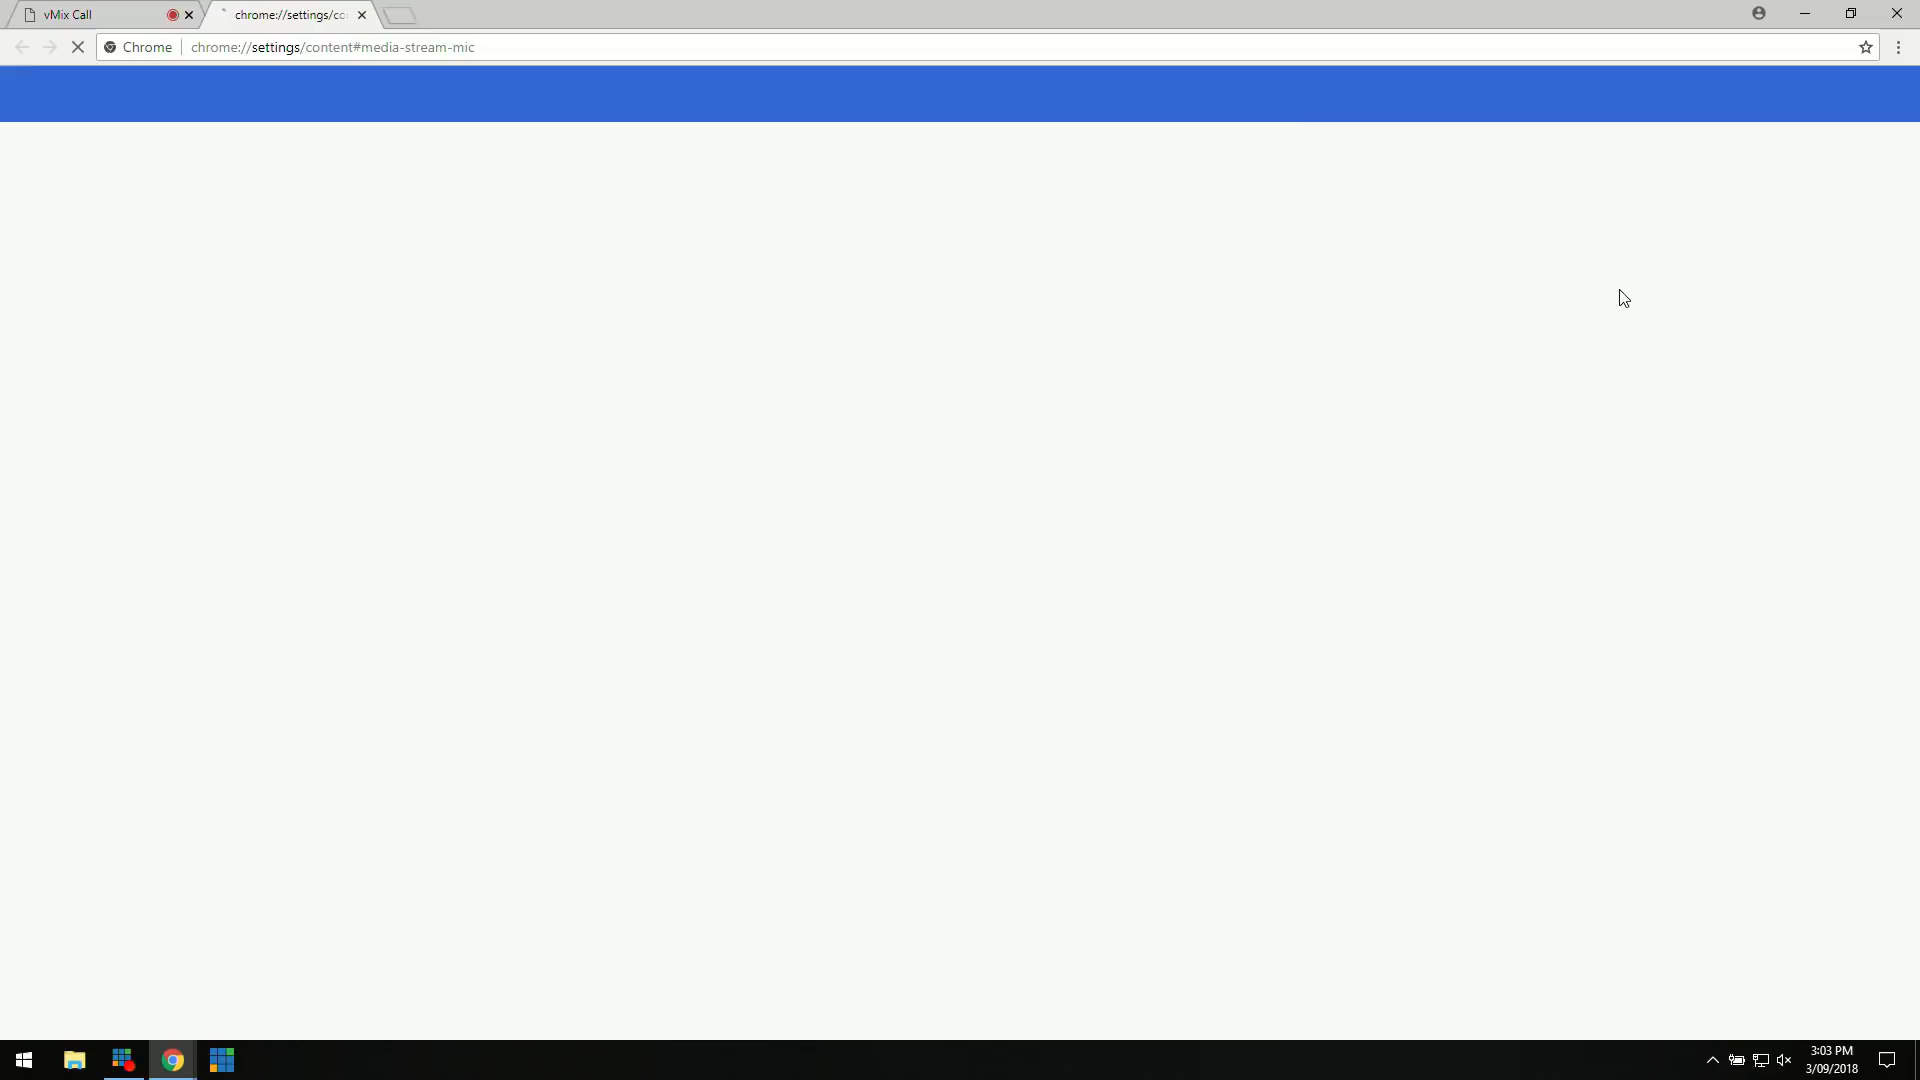 vMix Call
chrome://settings/co
Chrome
chrome://settings/content#media-stream-mic
3:03 PM
3/09/2018